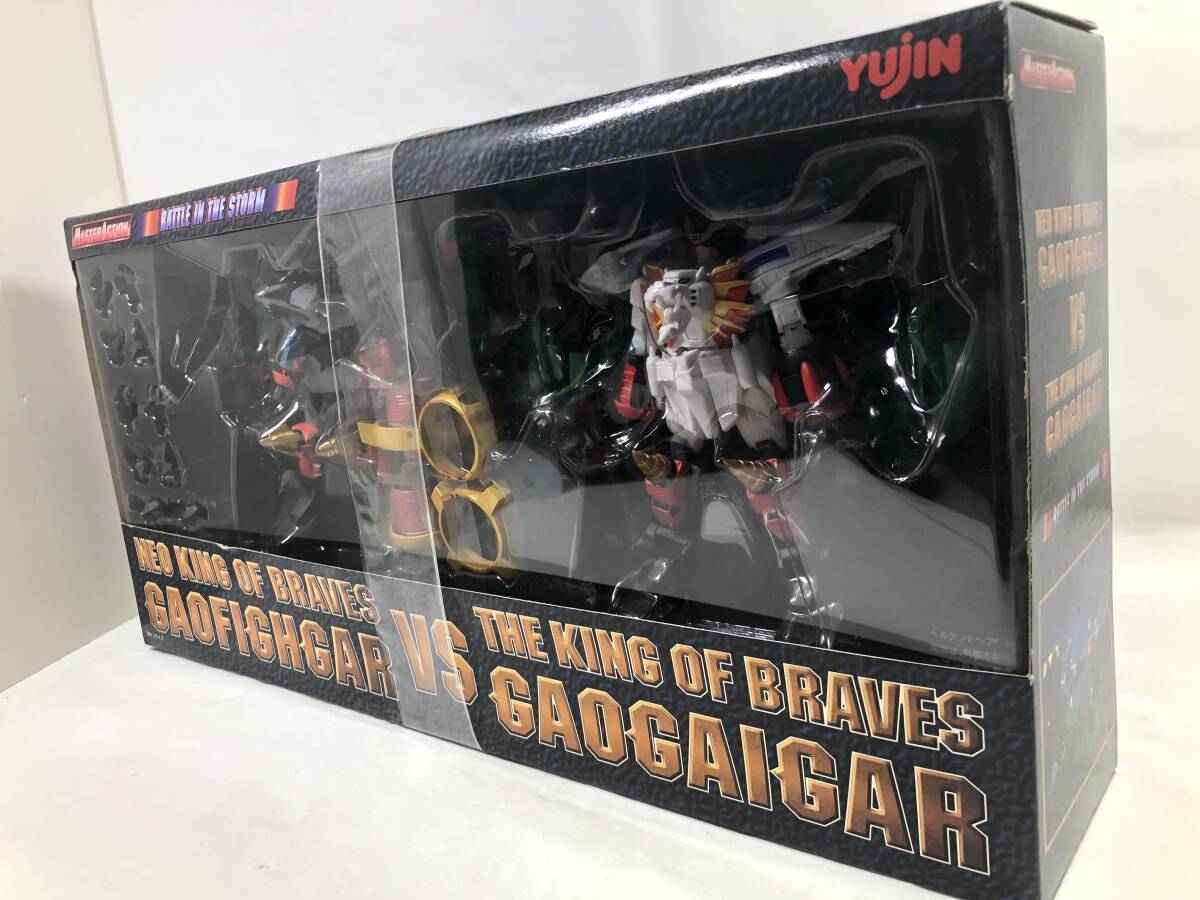 YUJIN
MASTERACTION
MASTERACTION
BATTLE IN THE STORM
NEO KING OF BRAVES
GAOFIGHGAR
VS
THE KING OF BRAVES
GAOGAIGAR
NEO KING OF BRAVES
GAOFIGHGAR
VS
THE KING OF BRAVES
GAOGAIGAR
BATTLE IN THE STORM